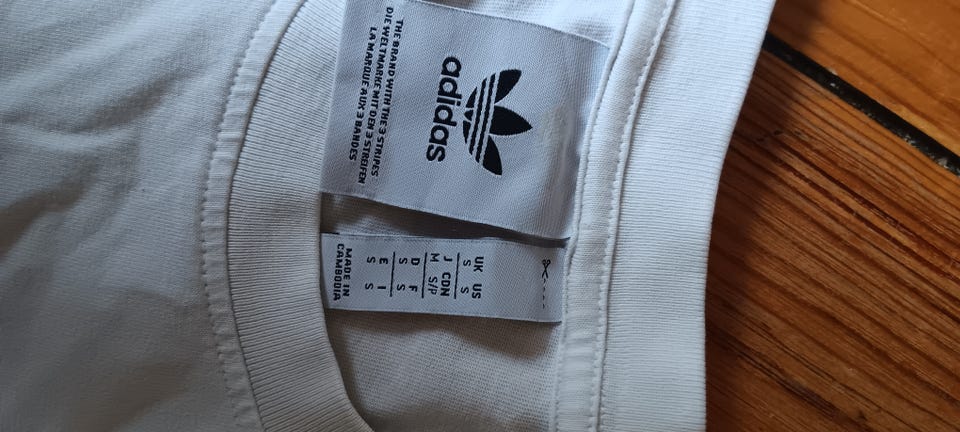 adidas
THE BRAND WITH THE 3 STRIPES
DIE WELTMARKE MIT DEN 3 STREIFEN
LA MARQUE AUX 3 BANDES
UK US
S S
J CDN
M S/P
D F
S S
E I
S S
MADE IN
CAMBODIA